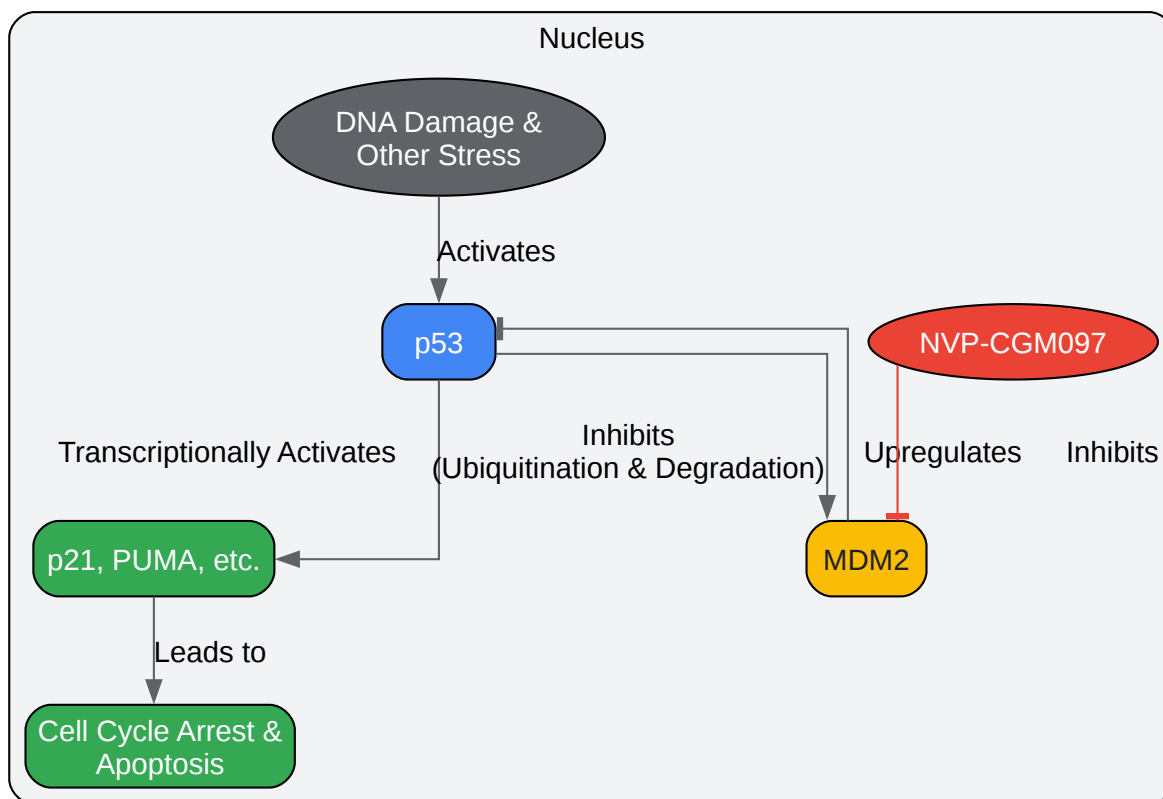 Nucleus
DNA Damage &
Other Stress
Activates
p53
NVP-CGM097
Transcriptionally Activates
Inhibits
(Ubiquitination & Degradation)
Upregulates
Inhibits
p21, PUMA, etc.
MDM2
Leads to
Cell Cycle Arrest &
Apoptosis